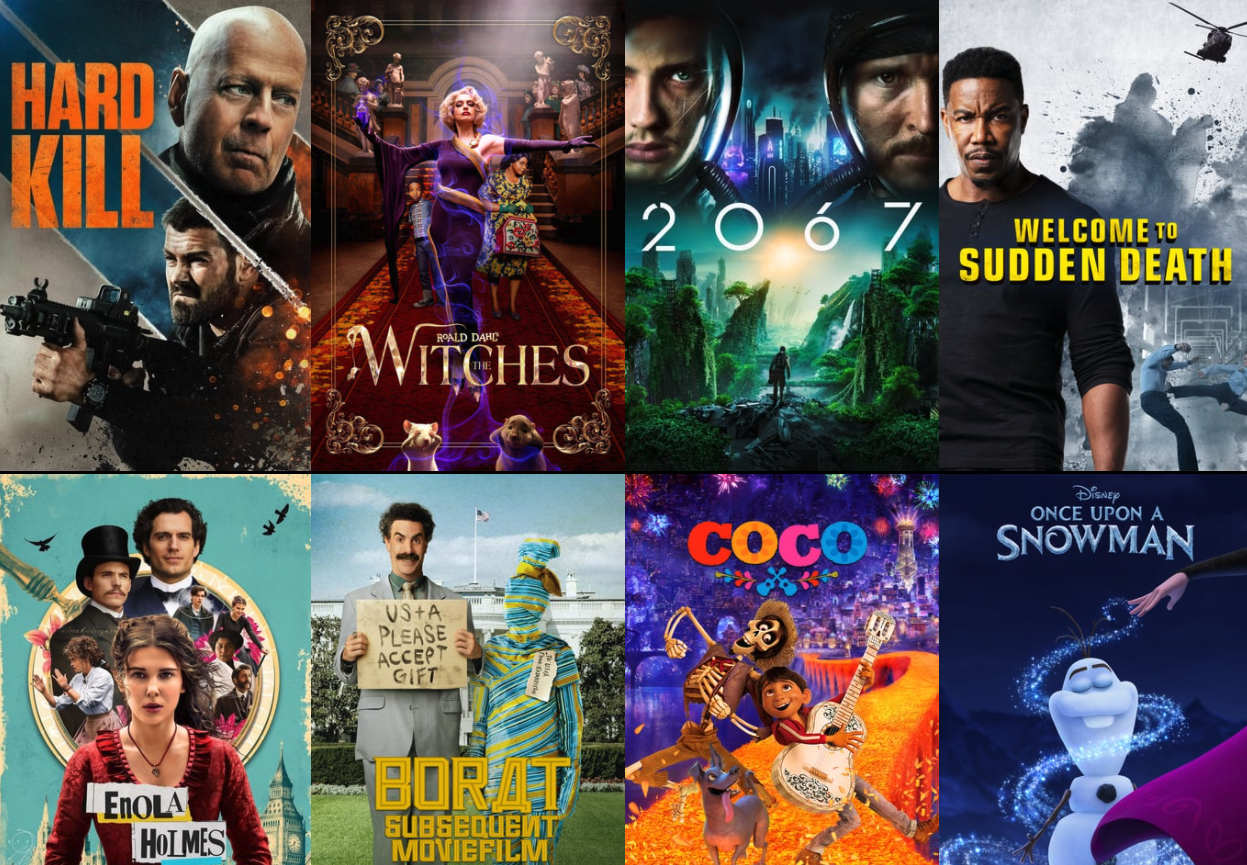 HARD
KILL
ROALD DAHL'S
THE
WITCHES
2067
WELCOME TO
SUDDEN DEATH
ENOLA
HOLMES
US+A
PLEASE
ACCEPT
GIFT
BORAT
SUBSEQUENT
MOVIEFILM
COCO
Disney
ONCE UPON A
SNOWMAN